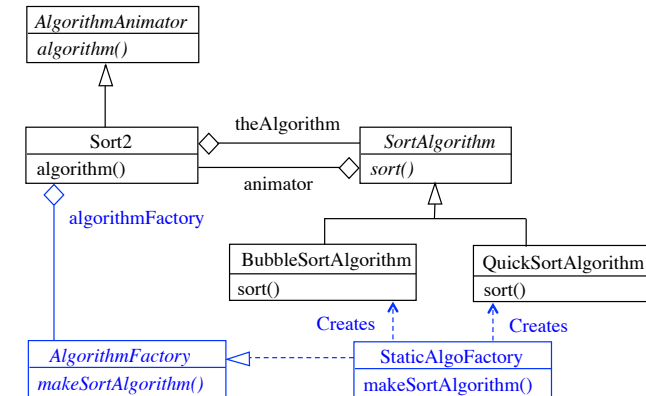 AlgorithmAnimator
algorithm()
Sort2
algorithm()
theAlgorithm
animator
SortAlgorithm
sort()
algorithmFactory
BubbleSortAlgorithm
sort()
QuickSortAlgorithm
sort()
Creates
Creates
AlgorithmFactory
makeSortAlgorithm()
StaticAlgoFactory
makeSortAlgorithm()